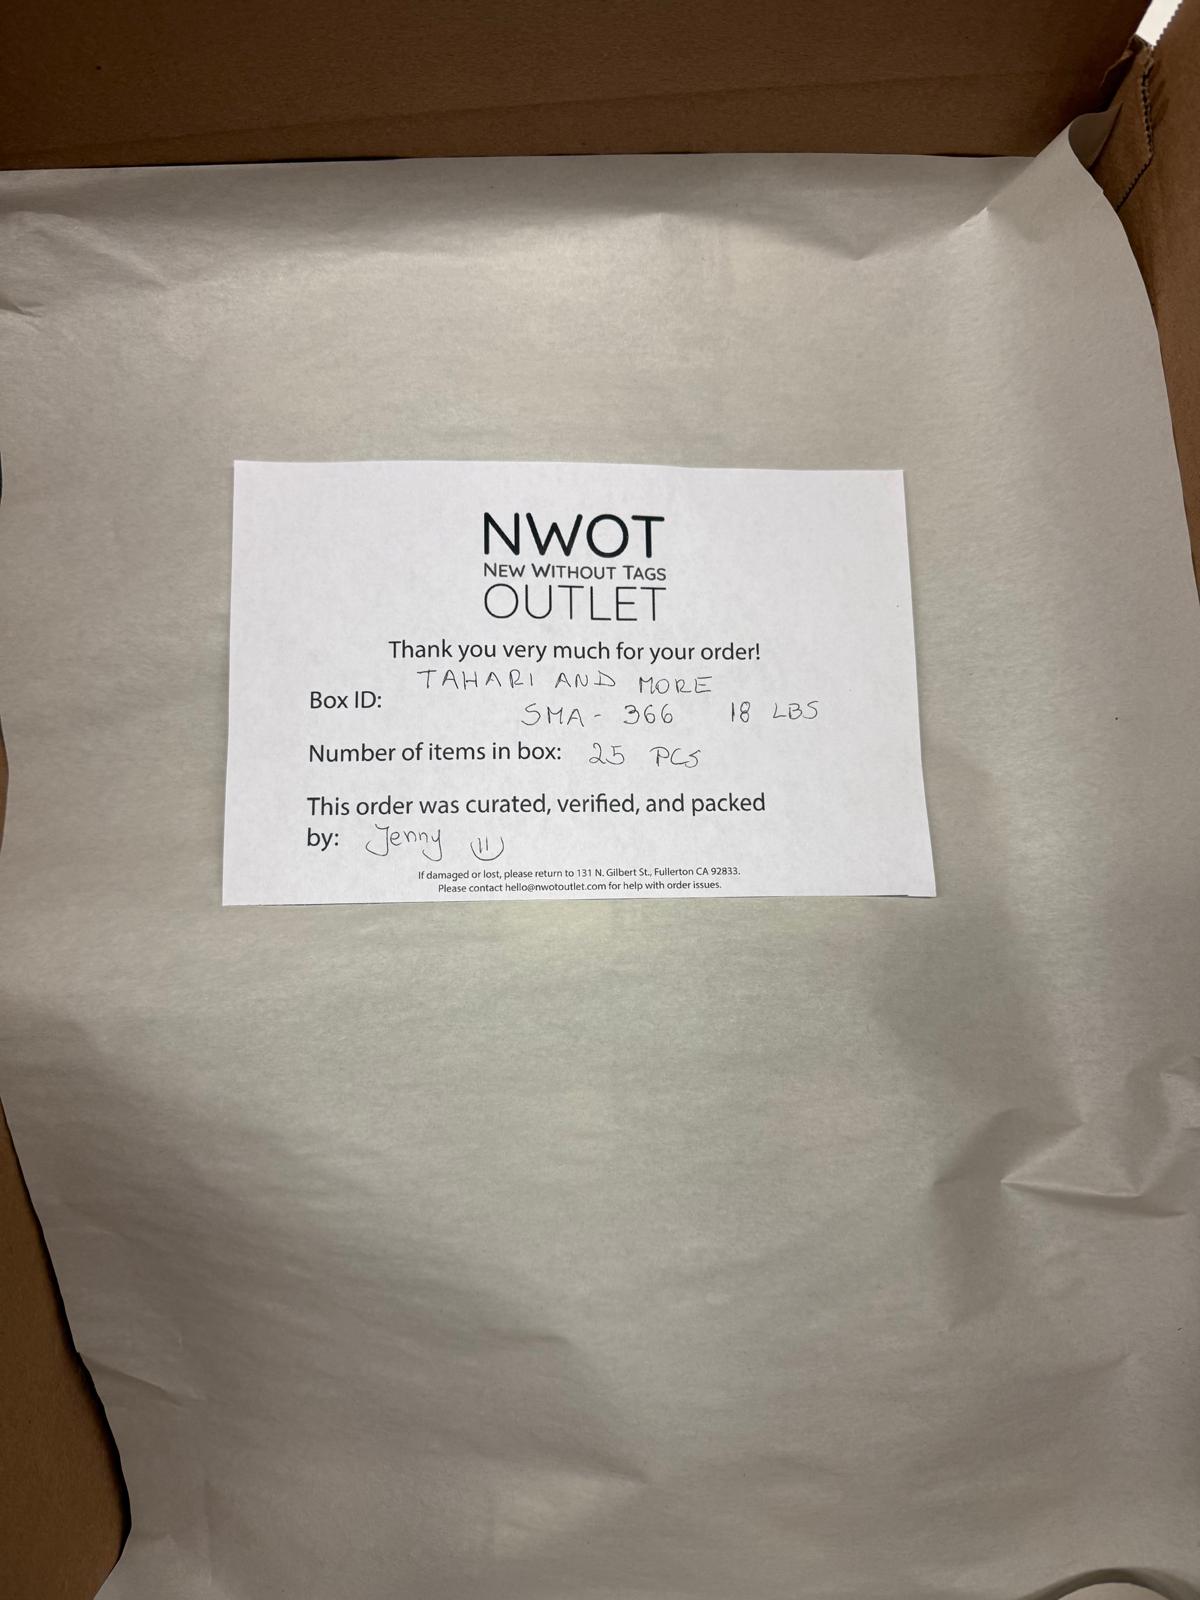 NWOT
NEW WITHOUT TAGS
OUTLET
Thank you very much for your order!
TAHARI AND MORE
Box ID:
SMA - 366 18 LBS
Number of items in box: 25 PCS
This order was curated, verified, and packed
by: Jenny
If damaged or lost, please return to 131 N. Gilbert St., Fullerton CA 92833.
Please contact hello@nwotoutlet.com for help with order issues.